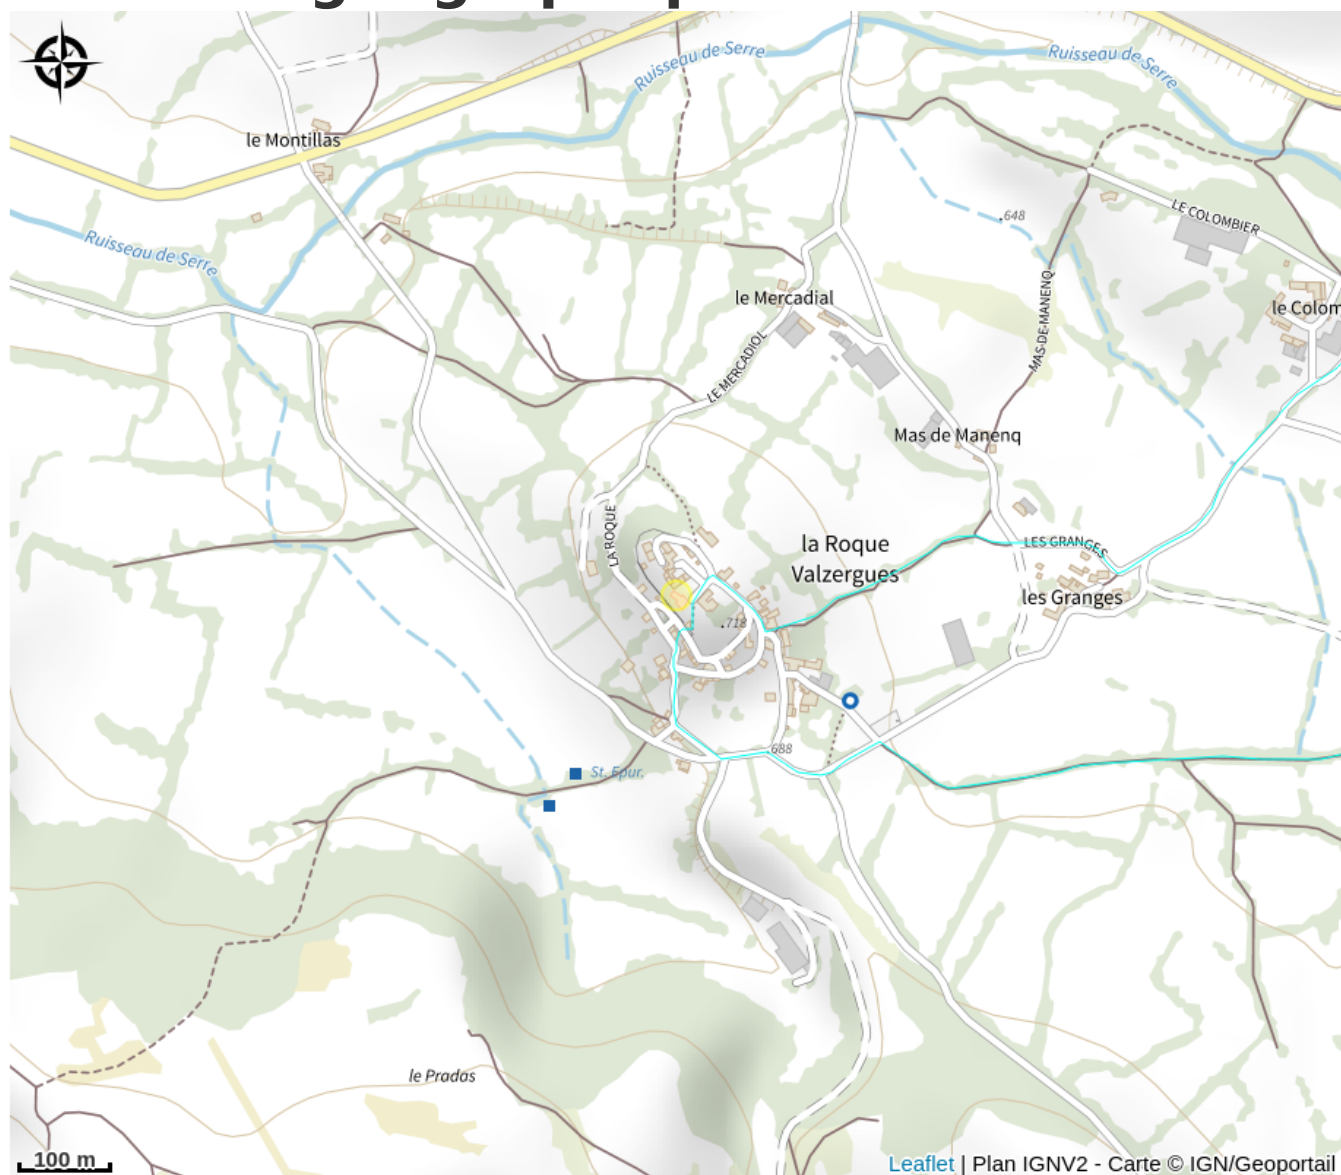 Ruisseau de Serre
Ruisseau de Serre
le Montillas
LE COLOMBIER
.648
Ruisseau de Serre
le Mercadial
MAS-DE-MANENQ
le Colom
LE MERCADIOL
Mas de Manenq
LA ROQUE
la Roque
Valzergues
LES GRANGES
les Granges
.718
688
St. Epur.
le Pradas
100 m
Leaflet | Plan IGNV2 - Carte © IGN/Geoportail